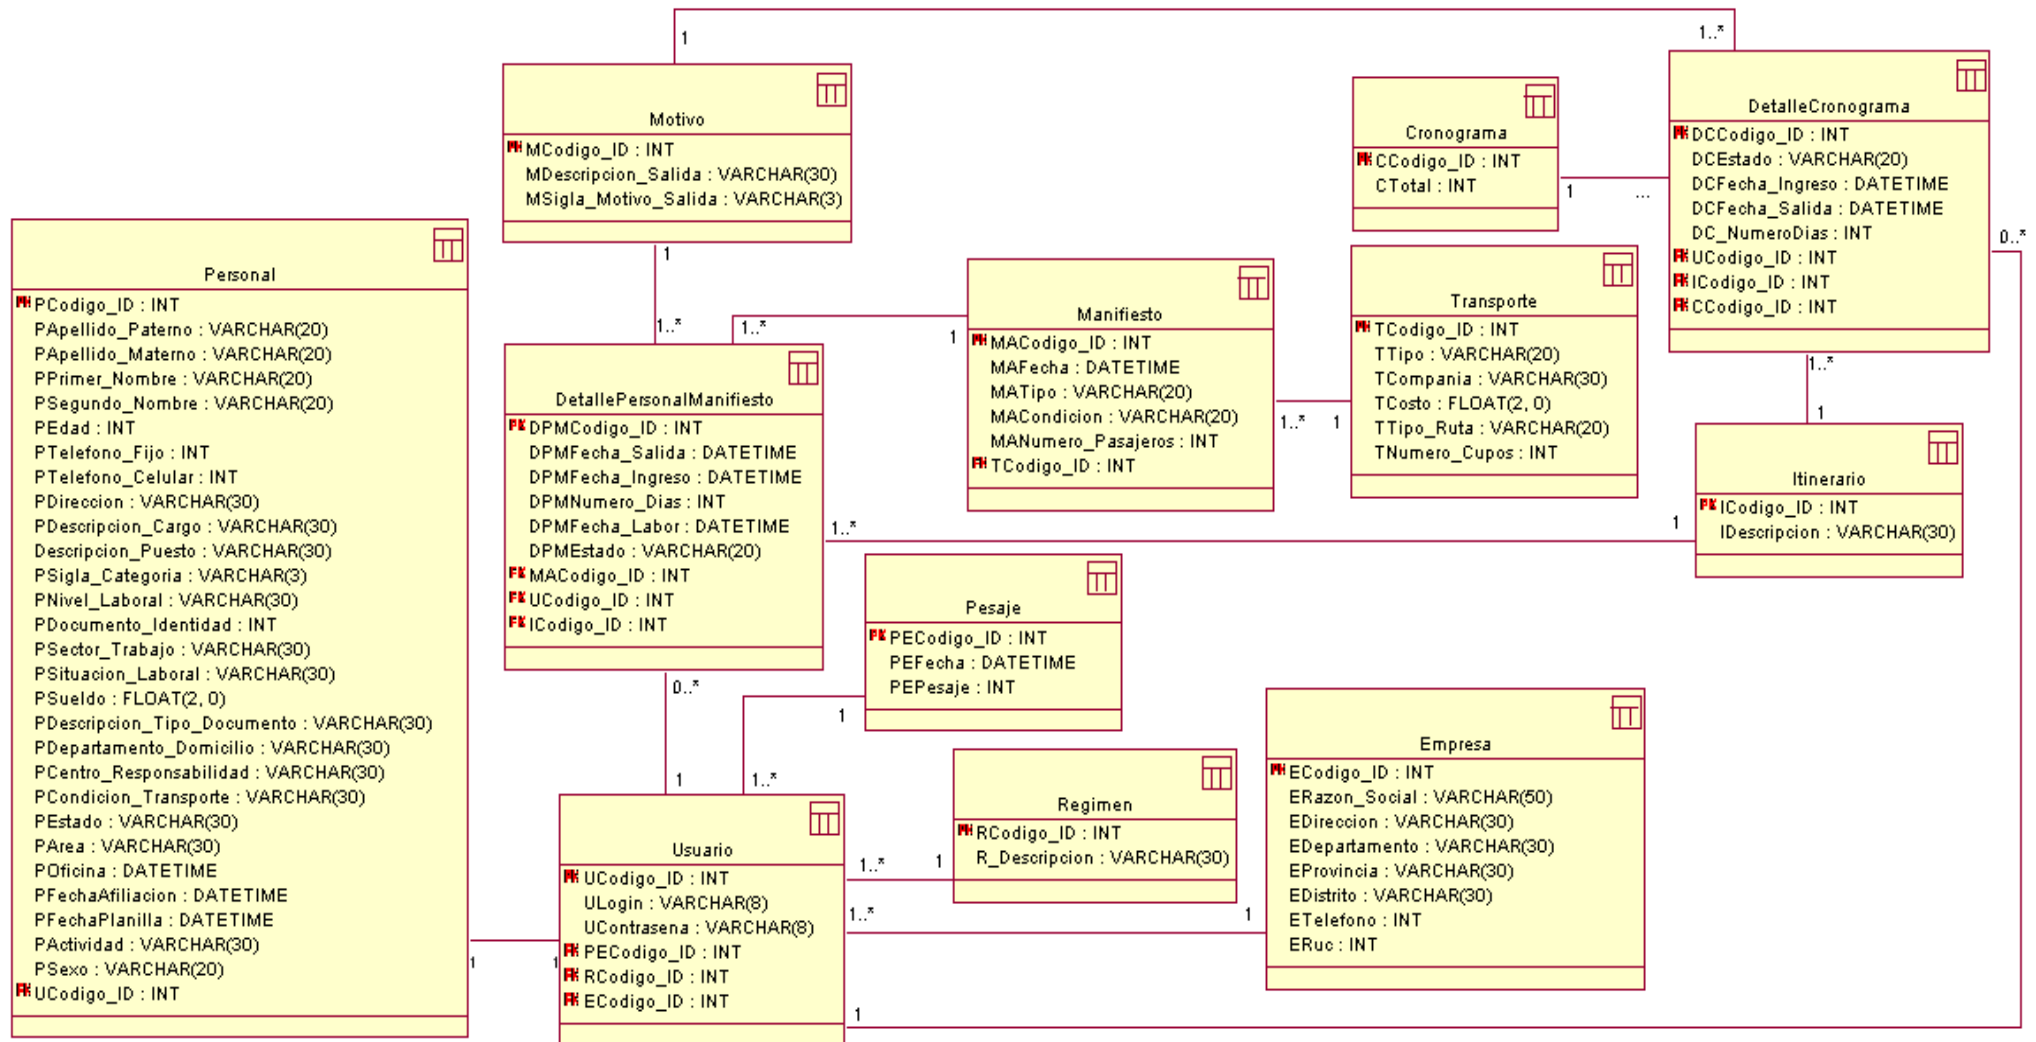 1
1..*
Motivo
PK MCodigo_ID : INT
MDescripcion_Salida : VARCHAR(30)
MSigla_Motivo_Salida : VARCHAR(3)
1
1..*
Cronograma
PK CCodigo_ID : INT
CTotal : INT
1
...
DetalleCronograma
PK DCCodigo_ID : INT
DCEstado : VARCHAR(20)
DCFecha_Ingreso : DATETIME
DCFecha_Salida : DATETIME
DC_NumeroDias : INT
FK UCodigo_ID : INT
FK ICodigo_ID : INT
FK CCodigo_ID : INT
0..*
1..*
1
Personal
PK PCodigo_ID : INT
PApellido_Paterno : VARCHAR(20)
PApellido_Materno : VARCHAR(20)
PPrimer_Nombre : VARCHAR(20)
PSegundo_Nombre : VARCHAR(20)
PEdad : INT
PTelefono_Fijo : INT
PTelefono_Celular : INT
PDireccion : VARCHAR(30)
PDescripcion_Cargo : VARCHAR(30)
Descripcion_Puesto : VARCHAR(30)
PSigla_Categoria : VARCHAR(3)
PNivel_Laboral : VARCHAR(30)
PDocumento_Identidad : INT
PSector_Trabajo : VARCHAR(30)
PSituacion_Laboral : VARCHAR(30)
PSueldo : FLOAT(2, 0)
PDescripcion_Tipo_Documento : VARCHAR(30)
PDepartamento_Domicilio : VARCHAR(30)
PCentro_Responsabilidad : VARCHAR(30)
PCondicion_Transporte : VARCHAR(30)
PEstado : VARCHAR(30)
PArea : VARCHAR(30)
POficina : DATETIME
PFechaAfiliacion : DATETIME
PFechaPlanilla : DATETIME
PActividad : VARCHAR(30)
PSexo : VARCHAR(20)
FK UCodigo_ID : INT
1
1
DetallePersonalManifiesto
PK DPMCodigo_ID : INT
DPMFecha_Salida : DATETIME
DPMFecha_Ingreso : DATETIME
DPMNumero_Dias : INT
DPMFecha_Labor : DATETIME
DPMEstado : VARCHAR(20)
FK MACodigo_ID : INT
FK UCodigo_ID : INT
FK ICodigo_ID : INT
1..*
1
Manifiesto
PK MACodigo_ID : INT
MAFecha : DATETIME
MATipo : VARCHAR(20)
MACondicion : VARCHAR(20)
MANumero_Pasajeros : INT
FK TCodigo_ID : INT
1..*
1
Transporte
PK TCodigo_ID : INT
TTipo : VARCHAR(20)
TCompania : VARCHAR(30)
TCosto : FLOAT(2, 0)
TTipo_Ruta : VARCHAR(20)
TNumero_Cupos : INT
Itinerario
PK ICodigo_ID : INT
IDescripcion : VARCHAR(30)
1..*
1
Pesaje
PK PECodigo_ID : INT
PEFecha : DATETIME
PEPesaje : INT
0..*
1
1
1..*
Regimen
PK RCodigo_ID : INT
R_Descripcion : VARCHAR(30)
1..*
1
Empresa
PK ECodigo_ID : INT
ERazon_Social : VARCHAR(50)
EDireccion : VARCHAR(30)
EDepartamento : VARCHAR(30)
EProvincia : VARCHAR(30)
EDistrito : VARCHAR(30)
ETelefono : INT
ERuc : INT
1..*
1
Usuario
PK UCodigo_ID : INT
ULogin : VARCHAR(8)
UContrasena : VARCHAR(8)
FK PECodigo_ID : INT
FK RCodigo_ID : INT
FK ECodigo_ID : INT
1